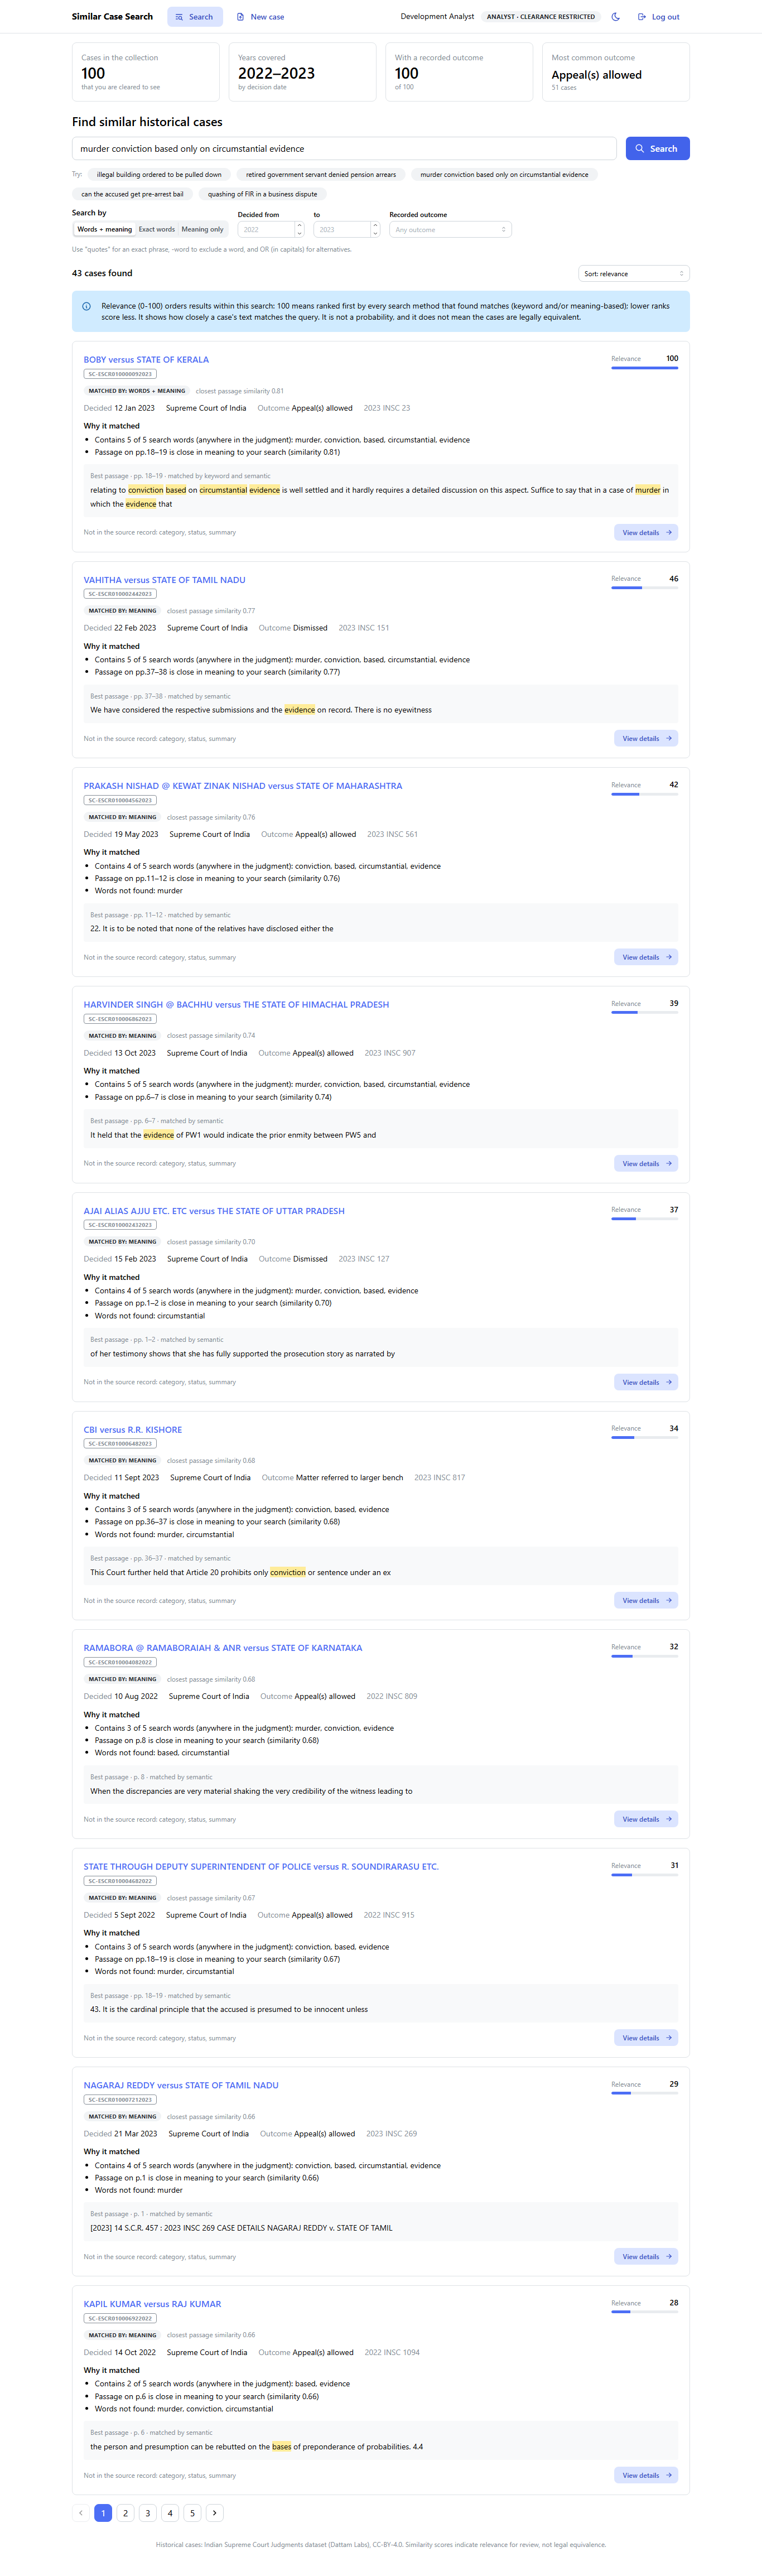 Similar Case Search
Search
New case
Development Analyst
ANALYST · CLEARANCE RESTRICTED
Log out
Cases in the collection
100
that you are cleared to see
Years covered
2022–2023
by decision date
With a recorded outcome
100
of 100
Most common outcome
Appeal(s) allowed
51 cases
Find similar historical cases
murder conviction based only on circumstantial evidence
Search
Try: illegal building ordered to be pulled down retired government servant denied pension arrears murder conviction based only on circumstantial evidence
can the accused get pre-arrest bail quashing of FIR in a business dispute
Search by
Words + meaning Exact words Meaning only
Decided from
2022
to
2023
Recorded outcome
Any outcome
Use "quotes" for an exact phrase, -word to exclude a word, and OR (in capitals) for alternatives.
43 cases found
Sort: relevance
Relevance (0-100) orders results within this search: 100 means ranked first by every search method that found matches (keyword and/or meaning-based); lower ranks
score less. It shows how closely a case's text matches the query. It is not a probability, and it does not mean the cases are legally equivalent.
BOBY versus STATE OF KERALA
Relevance 100
SC-ESCR010000092023
MATCHED BY: WORDS + MEANING closest passage similarity 0.81
Decided 12 Jan 2023 Supreme Court of India Outcome Appeal(s) allowed 2023 INSC 23
Why it matched
• Contains 5 of 5 search words (anywhere in the judgment): murder, conviction, based, circumstantial, evidence
• Passage on pp.18–19 is close in meaning to your search (similarity 0.81)
Best passage · pp. 18–19 · matched by keyword and semantic
relating to conviction based on circumstantial evidence is well settled and it hardly requires a detailed discussion on this aspect. Suffice to say that in a case of murder in
which the evidence that
Not in the source record: category, status, summary
View details
VAHITHA versus STATE OF TAMIL NADU
Relevance 46
SC-ESCR010002442023
MATCHED BY: MEANING closest passage similarity 0.77
Decided 22 Feb 2023 Supreme Court of India Outcome Dismissed 2023 INSC 151
Why it matched
• Contains 5 of 5 search words (anywhere in the judgment): murder, conviction, based, circumstantial, evidence
• Passage on pp.37–38 is close in meaning to your search (similarity 0.77)
Best passage · pp. 37–38 · matched by semantic
We have considered the respective submissions and the evidence on record. There is no eyewitness
Not in the source record: category, status, summary
View details
PRAKASH NISHAD @ KEWAT ZINAK NISHAD versus STATE OF MAHARASHTRA
Relevance 42
SC-ESCR010004562023
MATCHED BY: MEANING closest passage similarity 0.76
Decided 19 May 2023 Supreme Court of India Outcome Appeal(s) allowed 2023 INSC 561
Why it matched
• Contains 4 of 5 search words (anywhere in the judgment): conviction, based, circumstantial, evidence
• Passage on pp.11–12 is close in meaning to your search (similarity 0.76)
• Words not found: murder
Best passage · pp. 11–12 · matched by semantic
22. It is to be noted that none of the relatives have disclosed either the
Not in the source record: category, status, summary
View details
HARVINDER SINGH @ BACHHU versus THE STATE OF HIMACHAL PRADESH
Relevance 39
SC-ESCR010006862023
MATCHED BY: MEANING closest passage similarity 0.74
Decided 13 Oct 2023 Supreme Court of India Outcome Appeal(s) allowed 2023 INSC 907
Why it matched
• Contains 5 of 5 search words (anywhere in the judgment): murder, conviction, based, circumstantial, evidence
• Passage on pp.6–7 is close in meaning to your search (similarity 0.74)
Best passage · pp. 6–7 · matched by semantic
It held that the evidence of PW1 would indicate the prior enmity between PW5 and
Not in the source record: category, status, summary
View details
AJAI ALIAS AJJU ETC. ETC versus THE STATE OF UTTAR PRADESH
Relevance 37
SC-ESCR010002432023
MATCHED BY: MEANING closest passage similarity 0.70
Decided 15 Feb 2023 Supreme Court of India Outcome Dismissed 2023 INSC 127
Why it matched
• Contains 4 of 5 search words (anywhere in the judgment): murder, conviction, based, evidence
• Passage on pp.1–2 is close in meaning to your search (similarity 0.70)
• Words not found: circumstantial
Best passage · pp. 1–2 · matched by semantic
of her testimony shows that she has fully supported the prosecution story as narrated by
Not in the source record: category, status, summary
View details
CBI versus R.R. KISHORE
Relevance 34
SC-ESCR010006482023
MATCHED BY: MEANING closest passage similarity 0.68
Decided 11 Sept 2023 Supreme Court of India Outcome Matter referred to larger bench 2023 INSC 817
Why it matched
• Contains 3 of 5 search words (anywhere in the judgment): conviction, based, evidence
• Passage on pp.36–37 is close in meaning to your search (similarity 0.68)
• Words not found: murder, circumstantial
Best passage · pp. 36–37 · matched by semantic
This Court further held that Article 20 prohibits only conviction or sentence under an ex
Not in the source record: category, status, summary
View details
RAMABORA @ RAMABORAIAH & ANR versus STATE OF KARNATAKA
Relevance 32
SC-ESCR010004082022
MATCHED BY: MEANING closest passage similarity 0.68
Decided 10 Aug 2022 Supreme Court of India Outcome Appeal(s) allowed 2022 INSC 809
Why it matched
• Contains 3 of 5 search words (anywhere in the judgment): murder, conviction, evidence
• Passage on p.8 is close in meaning to your search (similarity 0.68)
• Words not found: based, circumstantial
Best passage · p. 8 · matched by semantic
When the discrepancies are very material shaking the very credibility of the witness leading to
Not in the source record: category, status, summary
View details
STATE THROUGH DEPUTY SUPERINTENDENT OF POLICE versus R. SOUNDIRARASU ETC.
Relevance 31
SC-ESCR010004682022
MATCHED BY: MEANING closest passage similarity 0.67
Decided 5 Sept 2022 Supreme Court of India Outcome Appeal(s) allowed 2022 INSC 915
Why it matched
• Contains 3 of 5 search words (anywhere in the judgment): conviction, based, evidence
• Passage on pp.18–19 is close in meaning to your search (similarity 0.67)
• Words not found: murder, circumstantial
Best passage · pp. 18–19 · matched by semantic
43. It is the cardinal principle that the accused is presumed to be innocent unless
Not in the source record: category, status, summary
View details
NAGARAJ REDDY versus STATE OF TAMIL NADU
Relevance 29
SC-ESCR010007212023
MATCHED BY: MEANING closest passage similarity 0.66
Decided 21 Mar 2023 Supreme Court of India Outcome Appeal(s) allowed 2023 INSC 269
Why it matched
• Contains 4 of 5 search words (anywhere in the judgment): conviction, based, circumstantial, evidence
• Passage on p.1 is close in meaning to your search (similarity 0.66)
• Words not found: murder
Best passage · p. 1 · matched by semantic
[2023] 14 S.C.R. 457 : 2023 INSC 269 CASE DETAILS NAGARAJ REDDY v. STATE OF TAMIL
Not in the source record: category, status, summary
View details
KAPIL KUMAR versus RAJ KUMAR
Relevance 28
SC-ESCR010006922022
MATCHED BY: MEANING closest passage similarity 0.66
Decided 14 Oct 2022 Supreme Court of India Outcome Appeal(s) allowed 2022 INSC 1094
Why it matched
• Contains 2 of 5 search words (anywhere in the judgment): based, evidence
• Passage on p.6 is close in meaning to your search (similarity 0.66)
• Words not found: murder, conviction, circumstantial
Best passage · p. 6 · matched by semantic
the person and presumption can be rebutted on the bases of preponderance of probabilities. 4.4
Not in the source record: category, status, summary
View details
1 2 3 4 5
Historical cases: Indian Supreme Court Judgments dataset (Dattam Labs), CC-BY-4.0. Similarity scores indicate relevance for review, not legal equivalence.